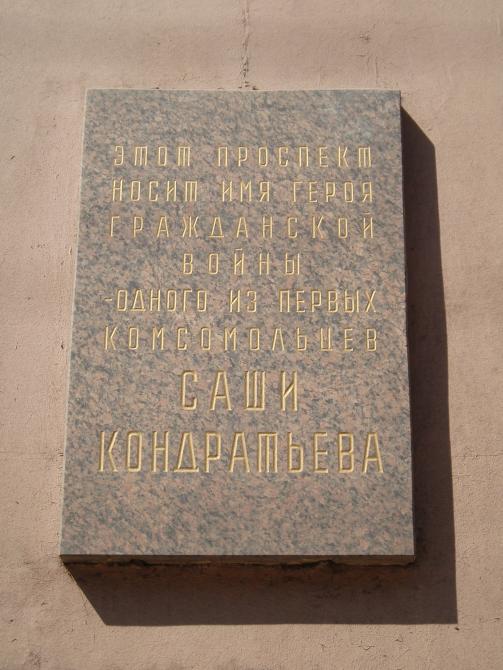 ЭТОТ ПРОСПЕКТ
НОСИТ ИМЯ ГЕРОЯ
ГРАЖДАНСКОЙ
ВОЙНЫ
-ОДНОГО ИЗ ПЕРВЫХ
КОМСОМОЛЬЦЕВ
САШИ
КОНДРАТЬЕВА